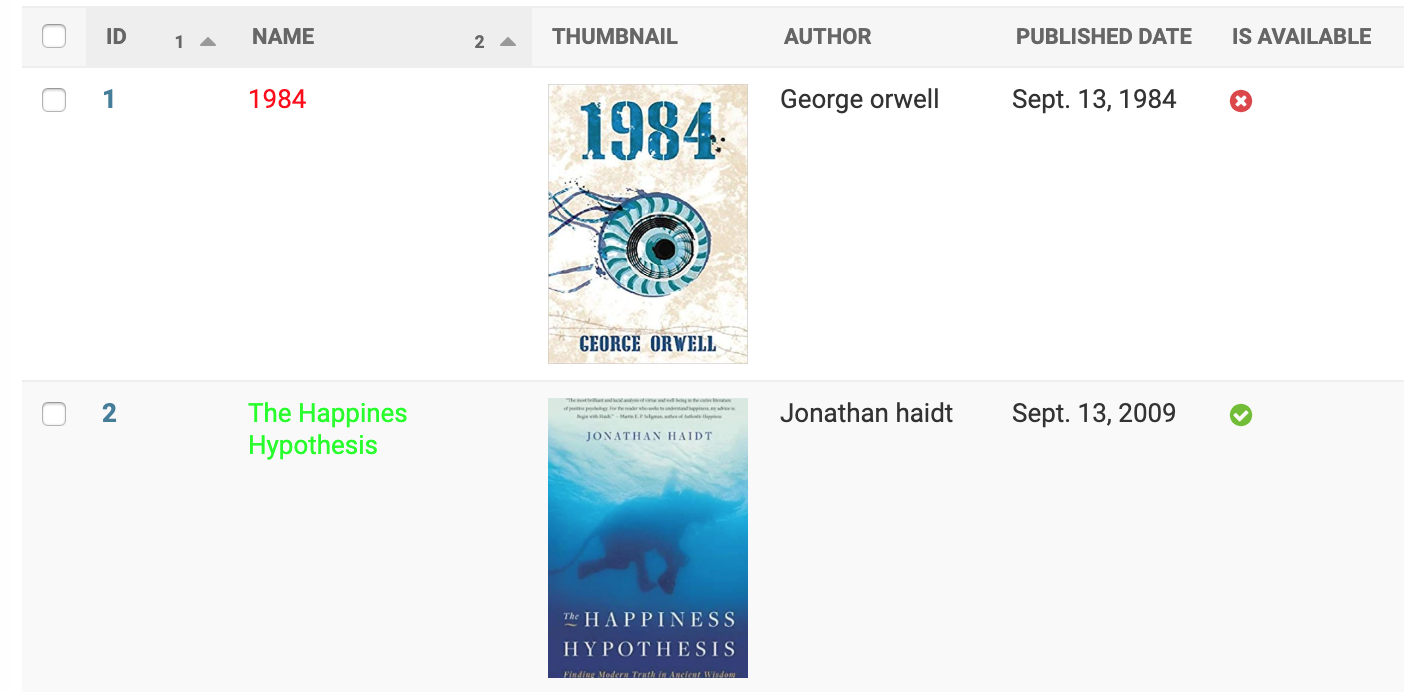 ID 1 NAME 2 THUMBNAIL AUTHOR PUBLISHED DATE IS AVAILABLE
1 1984 George orwell Sept. 13, 1984
1984
GEORGE ORWELL
2 The Happines Jonathan haidt Sept. 13, 2009
Hypothesis
"The most brilliant and lucid analysis of virtue and well-being in the entire literature
of positive psychology. For the reader who seeks to understand happiness, my advice is
Begin with Haidt." – Martin E. P. Seligman, author of Authentic Happiness
JONATHAN HAIDT
The HAPPINESS
HYPOTHESIS
Finding Modern Truth in Ancient Wisdom